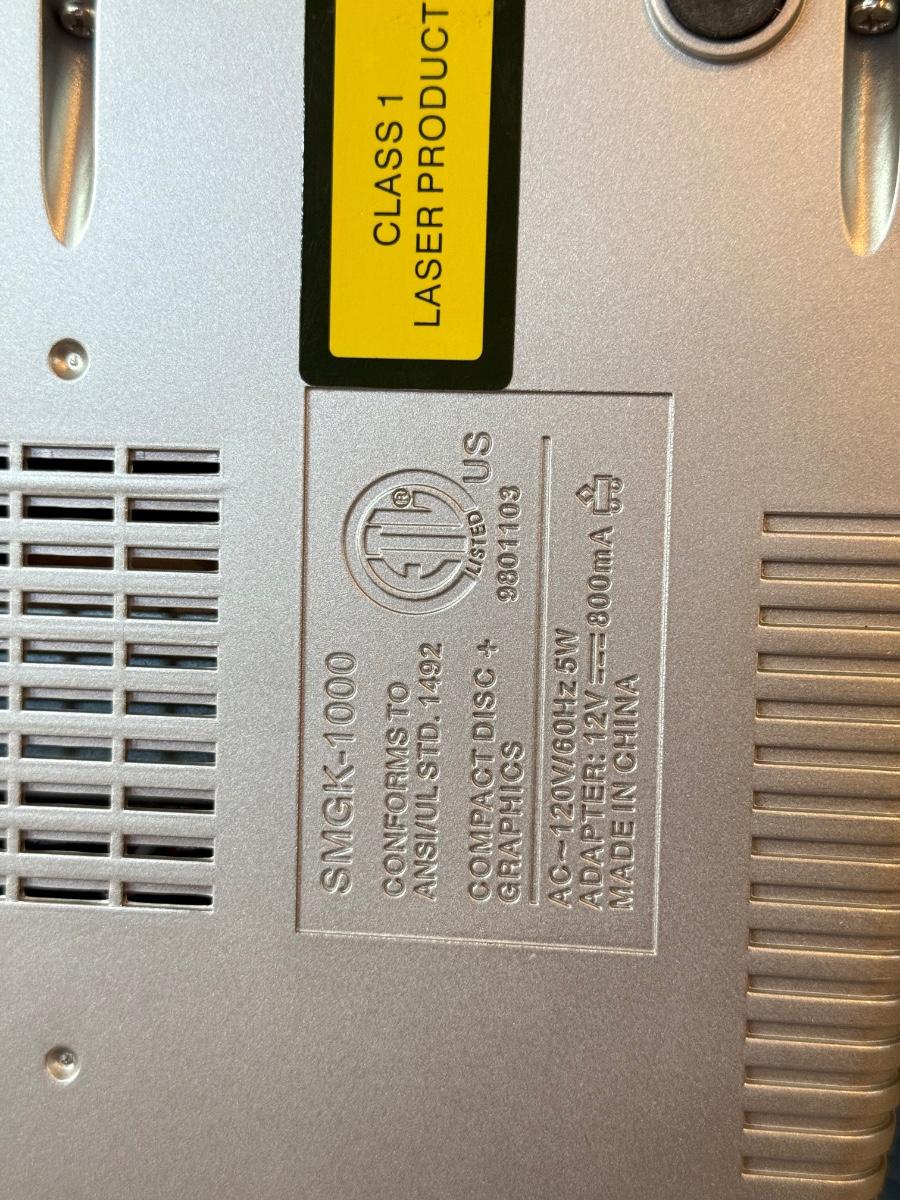 CLASS 1
LASER PRODUCT
SMGK-1000
CONFORMS TO
ANSI/UL STD. 1492
ETL
®
LISTED
US
9801103
COMPACT DISC +
GRAPHICS
AC~120V/60Hz 5W
ADAPTER: 12V ⎓ 800mA
MADE IN CHINA